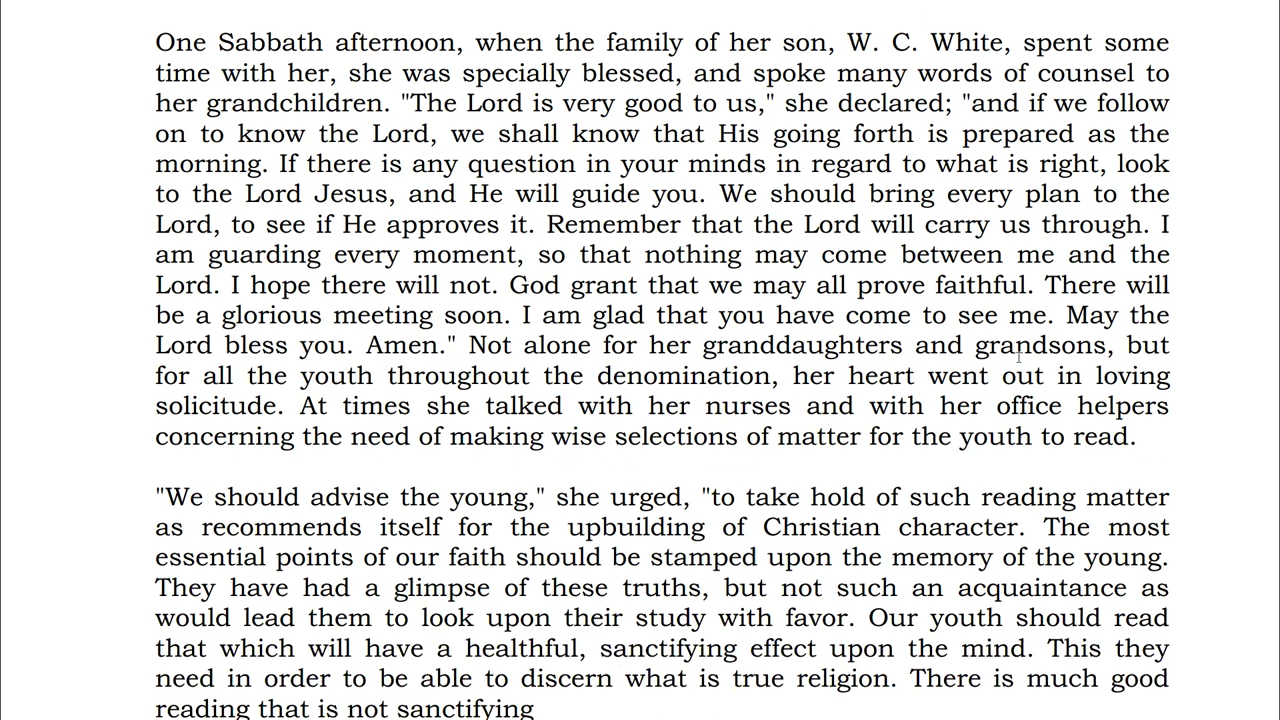 One Sabbath afternoon, when the family of her son, W. C. White, spent some
time with her, she was specially blessed, and spoke many words of counsel to
her grandchildren. "The Lord is very good to us," she declared; "and if we follow
on to know the Lord, we shall know that His going forth is prepared as the
morning. If there is any question in your minds in regard to what is right, look
to the Lord Jesus, and He will guide you. We should bring every plan to the
Lord, to see if He approves it. Remember that the Lord will carry us through. I
am guarding every moment, so that nothing may come between me and the
Lord. I hope there will not. God grant that we may all prove faithful. There will
be a glorious meeting soon. I am glad that you have come to see me. May the
Lord bless you. Amen." Not alone for her granddaughters and grandsons, but
for all the youth throughout the denomination, her heart went out in loving
solicitude. At times she talked with her nurses and with her office helpers
concerning the need of making wise selections of matter for the youth to read.
"We should advise the young," she urged, "to take hold of such reading matter
as recommends itself for the upbuilding of Christian character. The most
essential points of our faith should be stamped upon the memory of the young.
They have had a glimpse of these truths, but not such an acquaintance as
would lead them to look upon their study with favor. Our youth should read
that which will have a healthful, sanctifying effect upon the mind. This they
need in order to be able to discern what is true religion. There is much good
reading that is not sanctifying